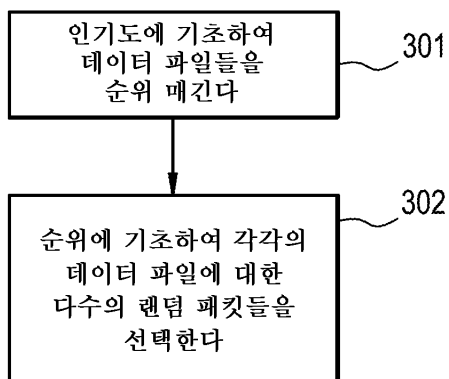 인기도에 기초하여
데이터 파일들을
순위 매긴다
301
302
순위에 기초하여 각각의
데이터 파일에 대한
다수의 랜덤 패킷들을
선택한다